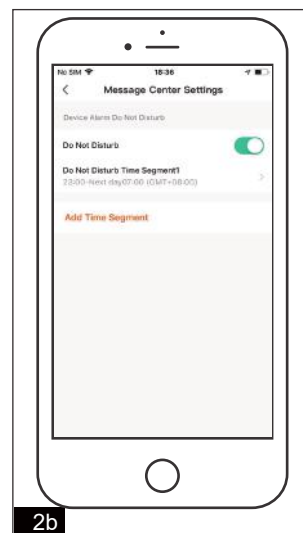 No SIM 18:36
Message Center Settings
Device Alarm Do Not Disturb
Do Not Disturb
Do Not Disturb Time Segment1
23:00-Next day07:00 (GMT+08:00)
Add Time Segment
2b